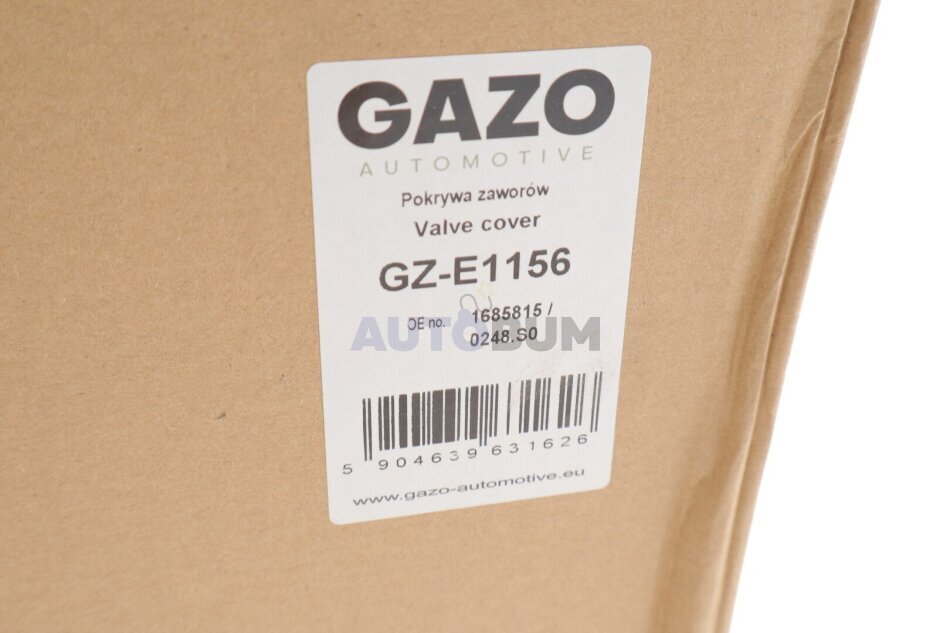 GAZO
AUTOMOTIVE
Pokrywa zaworów
Valve cover
GZ-E1156
OE no. 1685815 /
0248.S0
AUTOBUM
5 904639 631626
www.gazo-automotive.eu